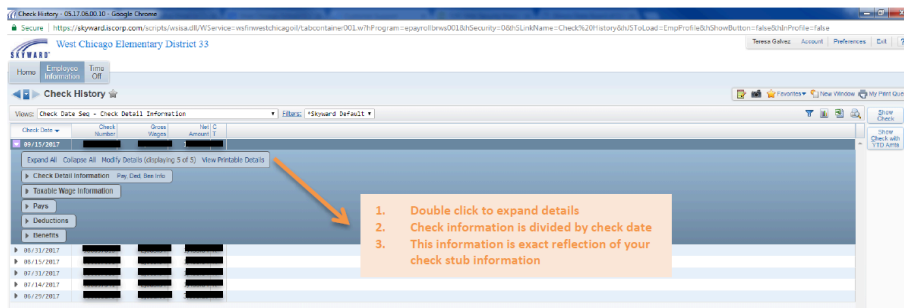 Check History - 05.17.06.00.10 - Google Chrome
Secure | https://skyward.iscorp.com/scripts/wsisa.dll/WService=wsfinwestchicagoil/tabcontainer001.w?hProgram=epayrollbrws001&hSecurity=0&hSLinkName=Check%20History&hSToLoad=EmpProfile&hShowButton=false&hbrProfile=false
SKYWARD West Chicago Elementary District 33
Teresa Galvez Account Preferences Exit ?
Home Employee Information Time Off
Check History
Favorites New Window My Print Queue
Views: Check Date Seq - Check Detail Information Filters: *Skyward Default
Check Date Check Number Gross Wages Net Amount C T
Show Check
Show Check with YTD Amts
09/15/2017
Expand All Collapse All Modify Details (displaying 5 of 5) View Printable Details
Check Detail Information Pay, Ded, Ben Info
Taxable Wage Information
Pays
Deductions
Benefits
1. Double click to expand details
2. Check information is divided by check date
3. This information is exact reflection of your
check stub information
08/31/2017
08/15/2017
07/31/2017
07/14/2017
06/29/2017